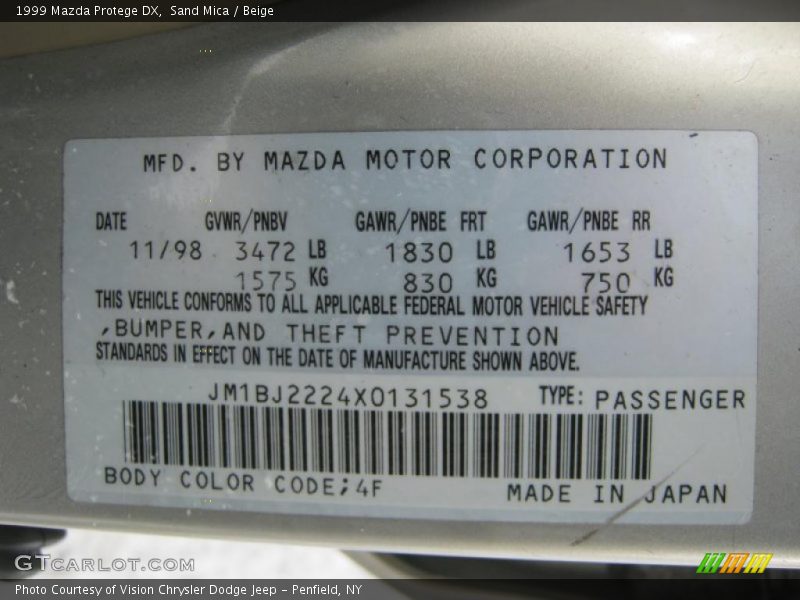 1999 Mazda Protege DX, Sand Mica / Beige
MFD. BY MAZDA MOTOR CORPORATION
DATE GVWR/PNBV GAWR/PNBE FRT GAWR/PNBE RR
11/98 3472 LB 1830 LB 1653 LB
1575 KG 830 KG 750 KG
THIS VEHICLE CONFORMS TO ALL APPLICABLE FEDERAL MOTOR VEHICLE SAFETY
,BUMPER,AND THEFT PREVENTION
STANDARDS IN EFFECT ON THE DATE OF MANUFACTURE SHOWN ABOVE.
JM1BJ2224X0131538 TYPE: PASSENGER
BODY COLOR CODE;4F MADE IN JAPAN
GTCARLOT.COM
Photo Courtesy of Vision Chrysler Dodge Jeep – Penfield, NY